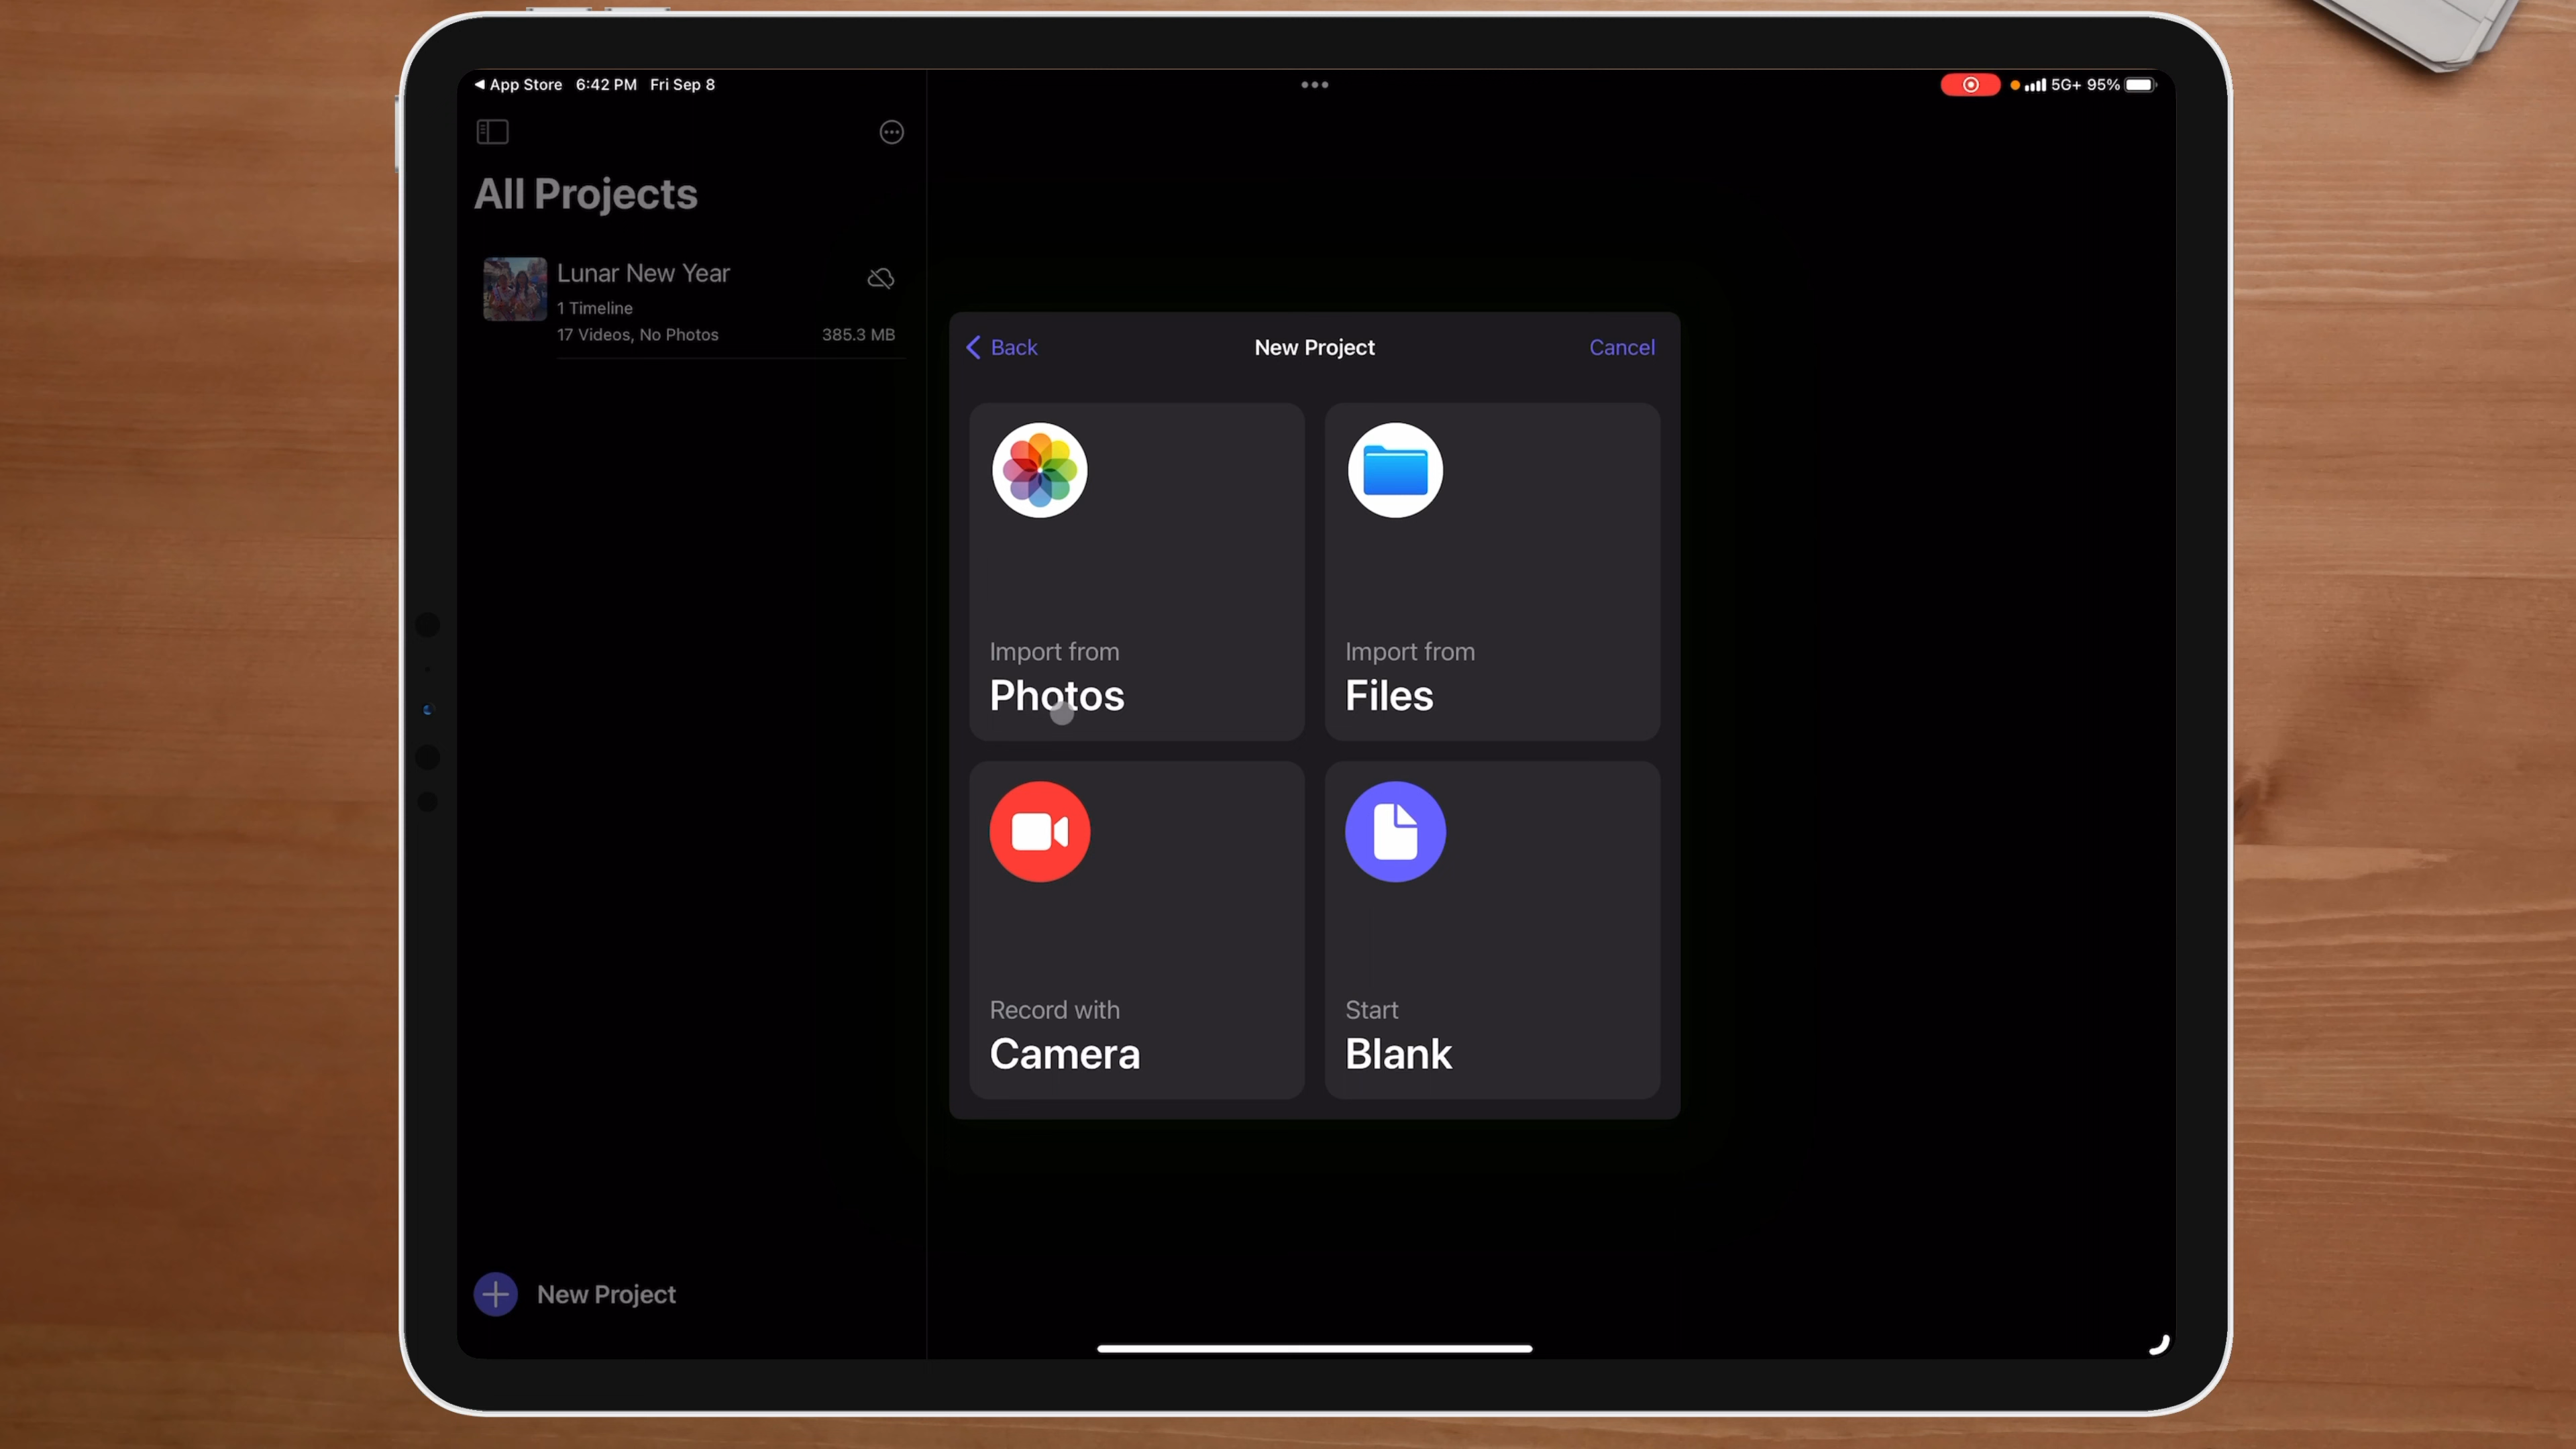 App Store 6:42 PM Fri Sep 8
5G+ 95%
All Projects
Lunar New Year
1 Timeline
17 Videos, No Photos 385.3 MB
Back New Project Cancel
Import from
Photos
Import from
Files
Record with
Camera
Start
Blank
New Project